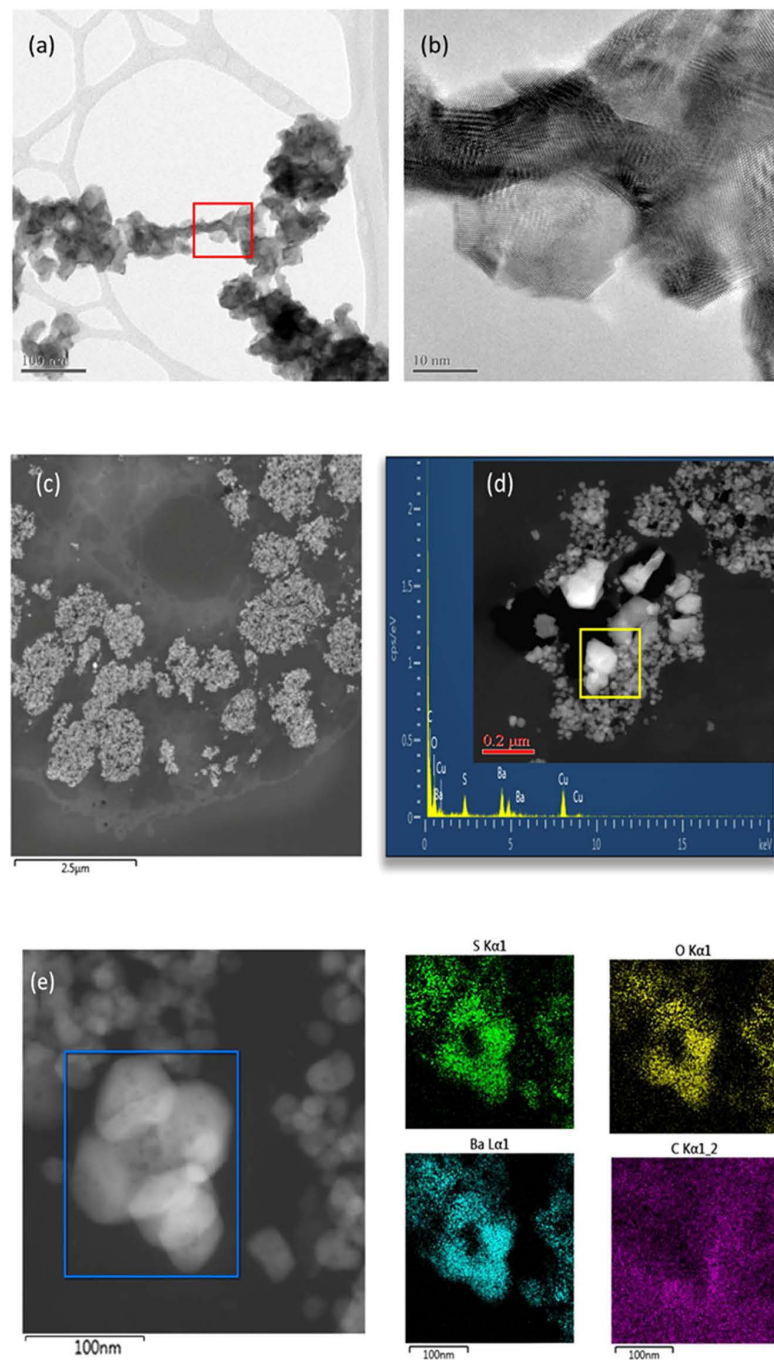 (a)
100 nm
(b)
10 nm
(c)
2.5µm
(d)
cps/eV
2
1.5
1
0.5
0
C
O
Cu
Ba
S
Ba
Ba
Cu
Cu
0.2 µm
0
5
10
15
keV
(e)
100nm
S Kα1
O Kα1
Ba Lα1
C Kα1_2
100nm
100nm